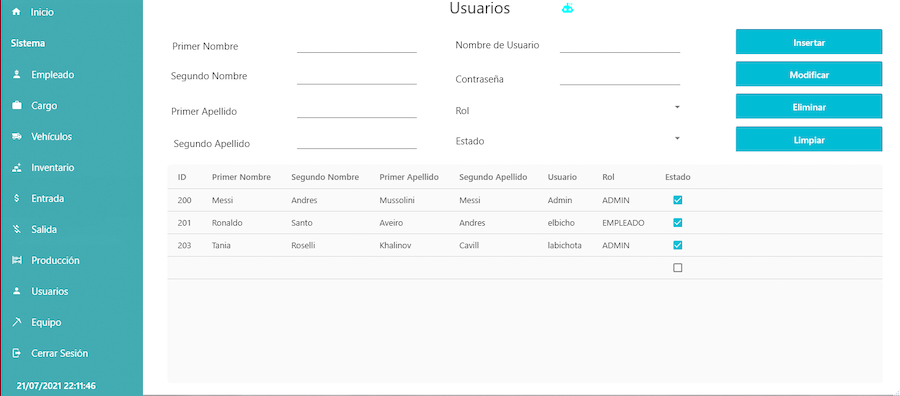 Inicio
Sistema
Empleado
Cargo
Vehículos
Inventario
Entrada
Salida
Producción
Usuarios
Equipo
Cerrar Sesión
21/07/2021 22:11:46
Usuarios
Primer Nombre
Segundo Nombre
Primer Apellido
Segundo Apellido
Nombre de Usuario
Contraseña
Rol
Estado
Insertar
Modificar
Eliminar
Limpiar
ID Primer Nombre Segundo Nombre Primer Apellido Segundo Apellido Usuario Rol Estado
200 Messi Andres Mussolini Messi Admin ADMIN
201 Ronaldo Santo Aveiro Andres elbicho EMPLEADO
203 Tania Roselli Khalinov Cavill labichota ADMIN